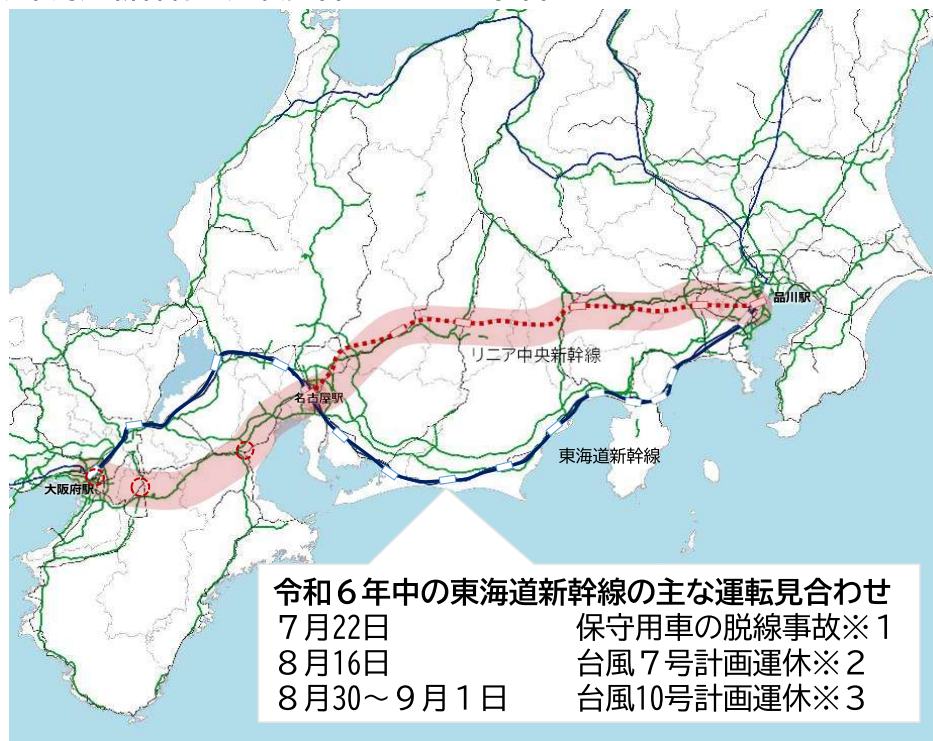 品川駅
リニア中央新幹線
名古屋駅
東海道新幹線
大阪府駅
令和６年中の東海道新幹線の主な運転見合わせ
７月22日 保守用車の脱線事故※１
８月16日 台風７号計画運休※２
８月30～９月１日 台風10号計画運休※３